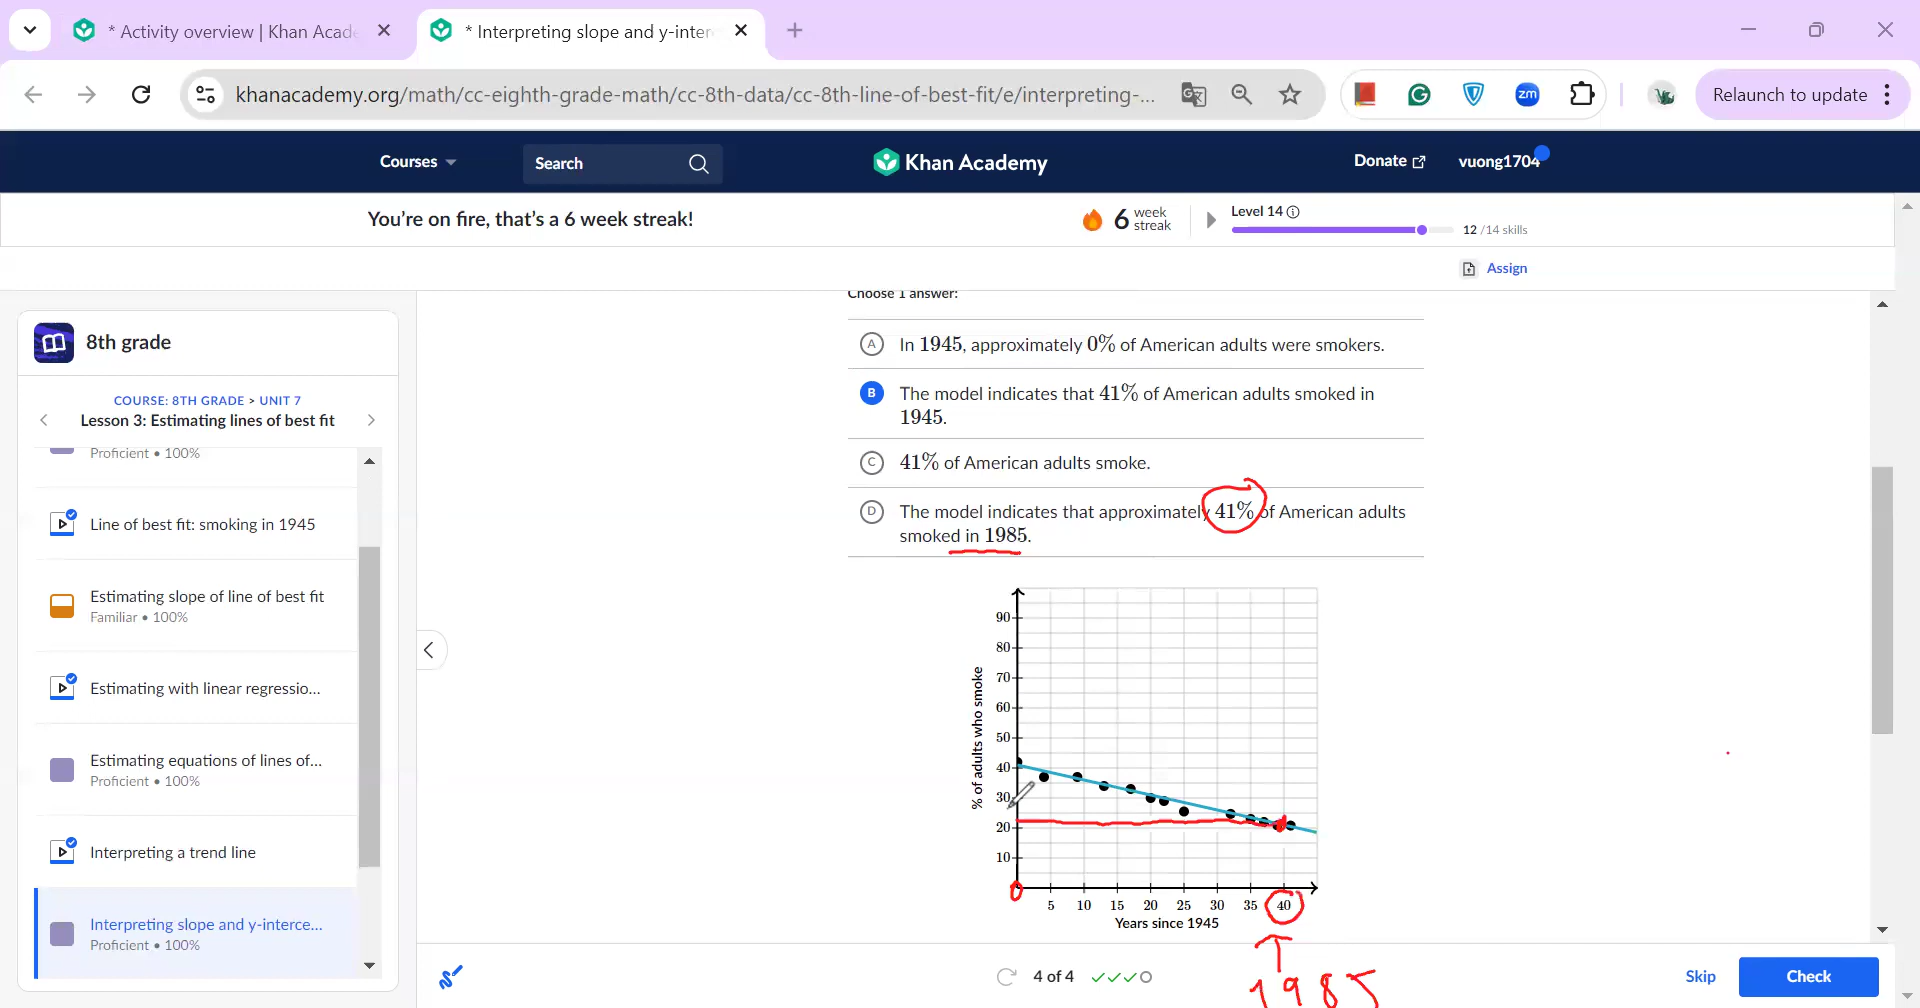 * Activity overview | Khan Acade
* Interpreting slope and y-inter
khanacademy.org/math/cc-eighth-grade-math/cc-8th-data/cc-8th-line-of-best-fit/e/interpreting-...
zm
Relaunch to update
Courses
Search
Khan Academy
Donate
vuong1704
You're on fire, that's a 6 week streak!
6 week streak
Level 14
12 /14 skills
Assign
8th grade
COURSE: 8TH GRADE > UNIT 7
Lesson 3: Estimating lines of best fit
Proficient • 100%
Line of best fit: smoking in 1945
Estimating slope of line of best fit
Familiar • 100%
Estimating with linear regressio...
Estimating equations of lines of...
Proficient • 100%
Interpreting a trend line
Interpreting slope and y-interce...
Proficient • 100%
Choose 1 answer:
A In 1945, approximately 0% of American adults were smokers.
B The model indicates that 41% of American adults smoked in
1945.
C 41% of American adults smoke.
D The model indicates that approximately 41% of American adults
smoked in 1985.
90
80
70
60
50
40
30
20
10
% of adults who smoke
0
5 10 15 20 25 30 35 40
Years since 1945
1985
4 of 4
Skip
Check